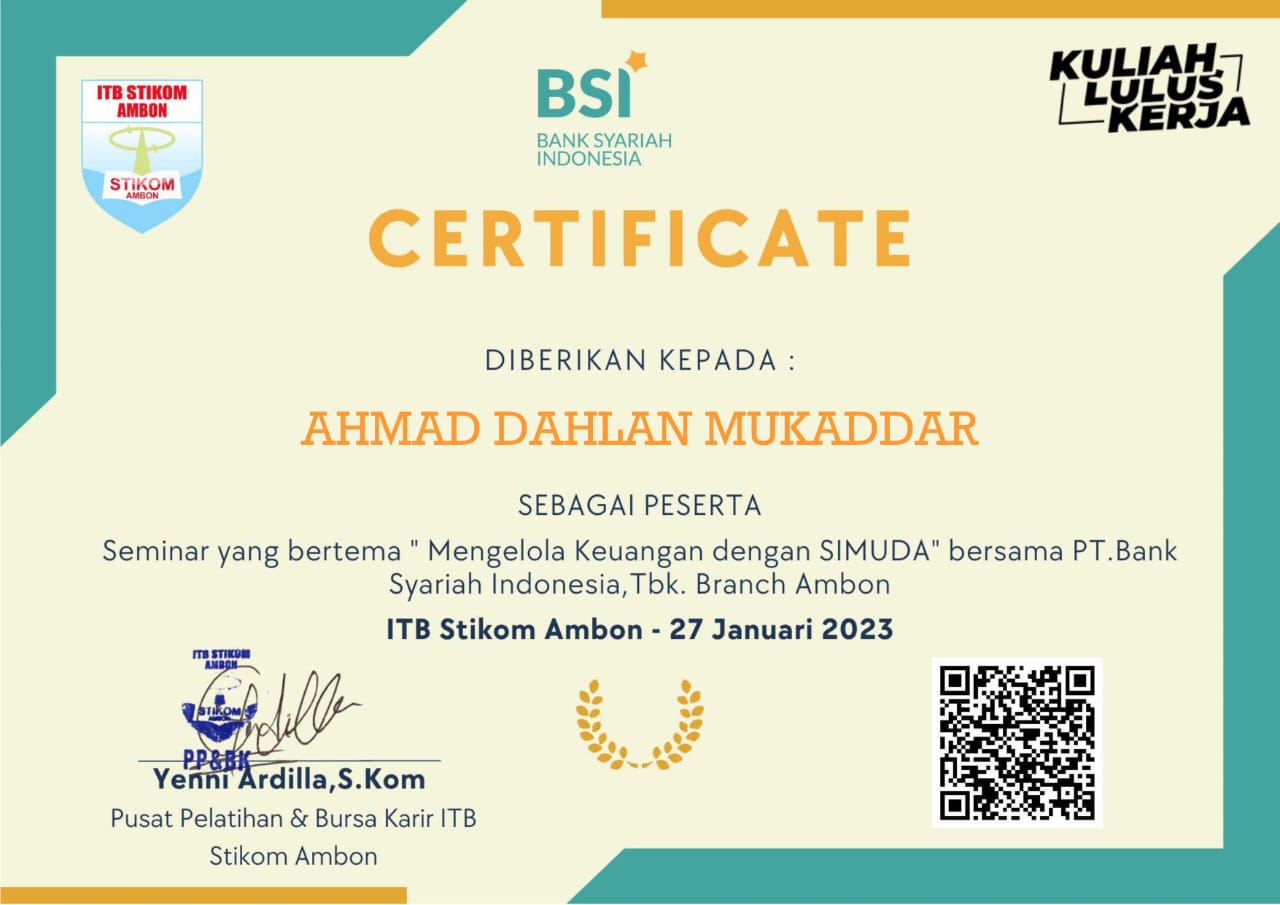 ITB STIKOM
AMBON
STIKOM
AMBON
BSI
BANK SYARIAH
INDONESIA
KULIAH
LULUS
KERJA
CERTIFICATE
DIBERIKAN KEPADA :
AHMAD DAHLAN MUKADDAR
SEBAGAI PESERTA
Seminar yang bertema " Mengelola Keuangan dengan SIMUDA" bersama PT.Bank
Syariah Indonesia,Tbk. Branch Ambon
ITB Stikom Ambon - 27 Januari 2023
ITB STIKOM
AMBON
STIKOM
AMBON
PP&BK
Yenni Ardilla,S.Kom
Pusat Pelatihan & Bursa Karir ITB
Stikom Ambon